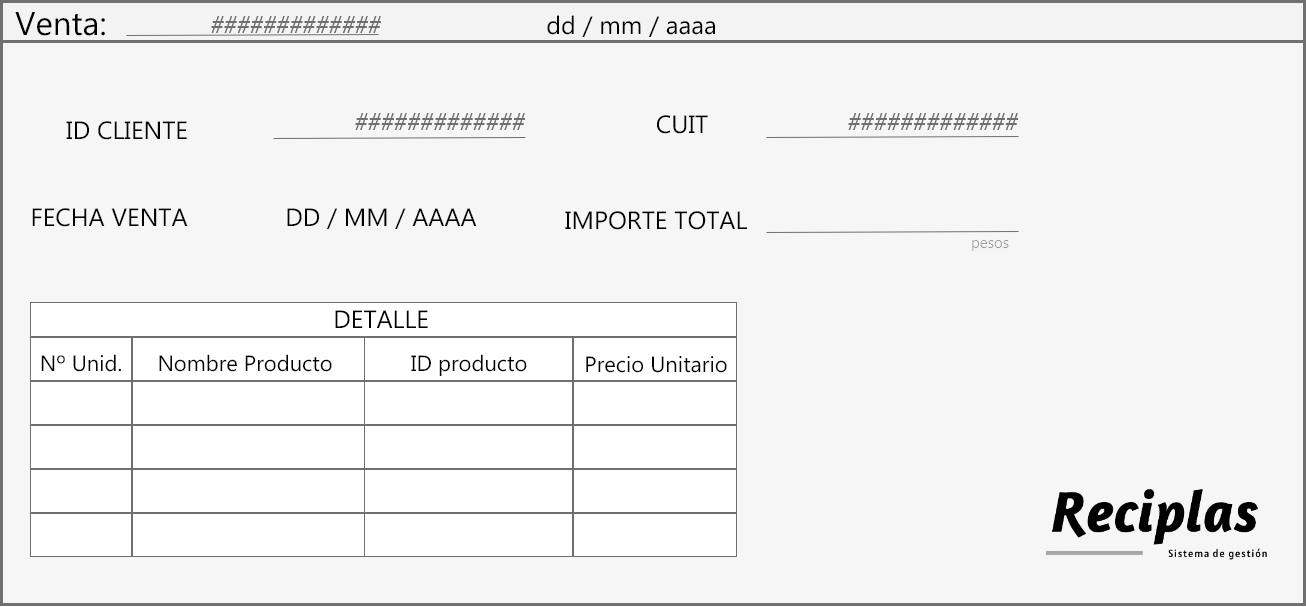 Venta: ############# dd / mm / aaaa
ID CLIENTE ############# CUIT #############
FECHA VENTA DD / MM / AAAA IMPORTE TOTAL
pesos
DETALLE
Nº Unid. Nombre Producto ID producto Precio Unitario
Reciplas
Sistema de gestión